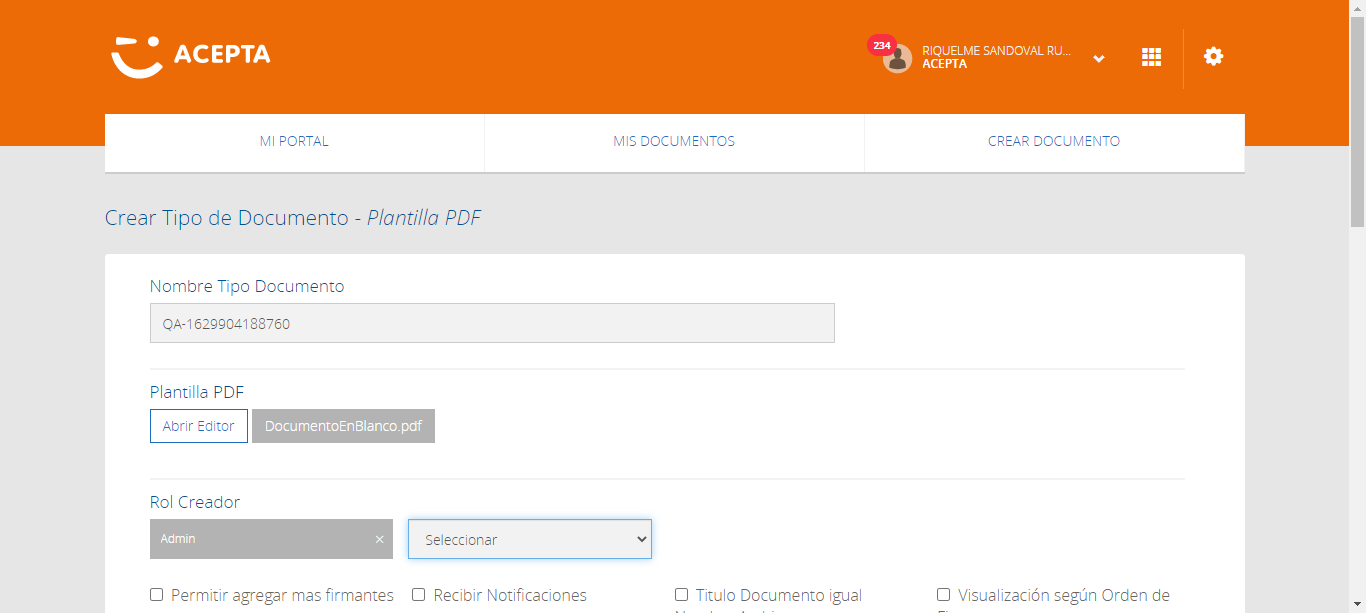 ACEPTA
234
RIQUELME SANDOVAL RU...
ACEPTA
MI PORTAL
MIS DOCUMENTOS
CREAR DOCUMENTO
Crear Tipo de Documento - Plantilla PDF
Nombre Tipo Documento
QA-1629904188760
Plantilla PDF
Abrir Editor
DocumentoEnBlanco.pdf
Rol Creador
Admin ×
Seleccionar
Permitir agregar mas firmantes
Recibir Notificaciones
Titulo Documento igual
Visualización según Orden de